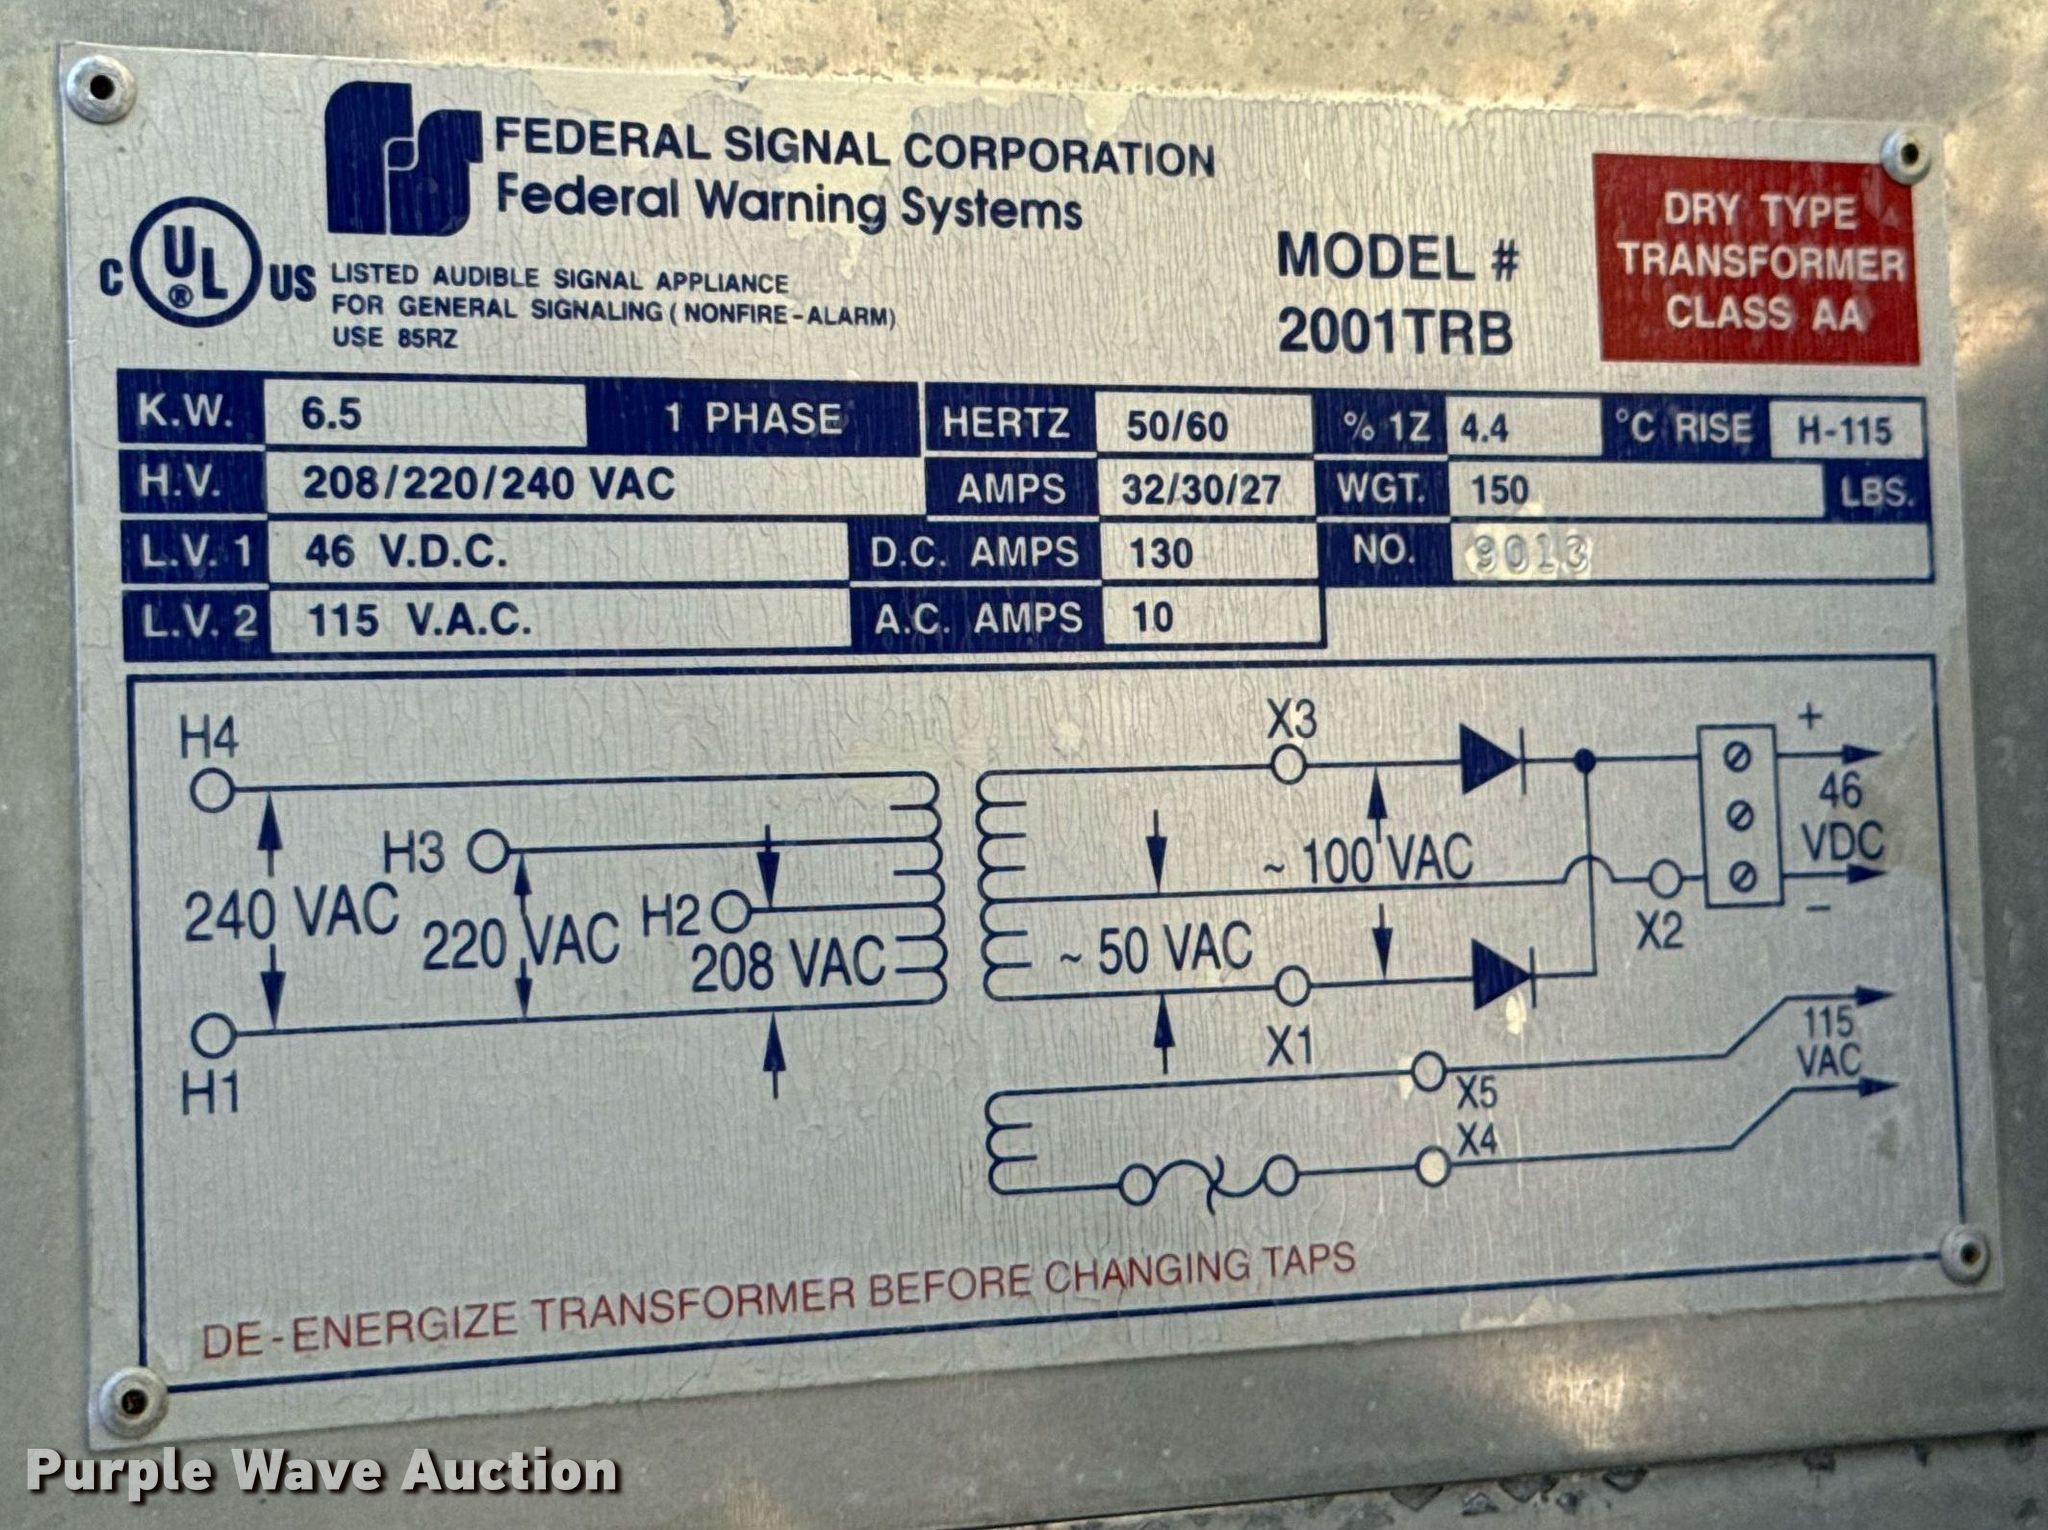 FEDERAL SIGNAL CORPORATION
Federal Warning Systems
C UL ® US
LISTED AUDIBLE SIGNAL APPLIANCE
FOR GENERAL SIGNALING (NONFIRE-ALARM)
USE 85RZ
MODEL #
2001TRB
DRY TYPE
TRANSFORMER
CLASS AA
K.W. 6.5 1 PHASE HERTZ 50/60 % 1Z 4.4 °C RISE H-115
H.V. 208/220/240 VAC AMPS 32/30/27 WGT. 150 LBS.
L.V. 1 46 V.D.C. D.C. AMPS 130 NO. 9013
L.V. 2 115 V.A.C. A.C. AMPS 10
H4
H3
H2
H1
240 VAC
220 VAC
208 VAC
X3
~ 100 VAC
~ 50 VAC
X1
X2
+
46
VDC
–
X5
X4
115
VAC
DE-ENERGIZE TRANSFORMER BEFORE CHANGING TAPS
Purple Wave Auction